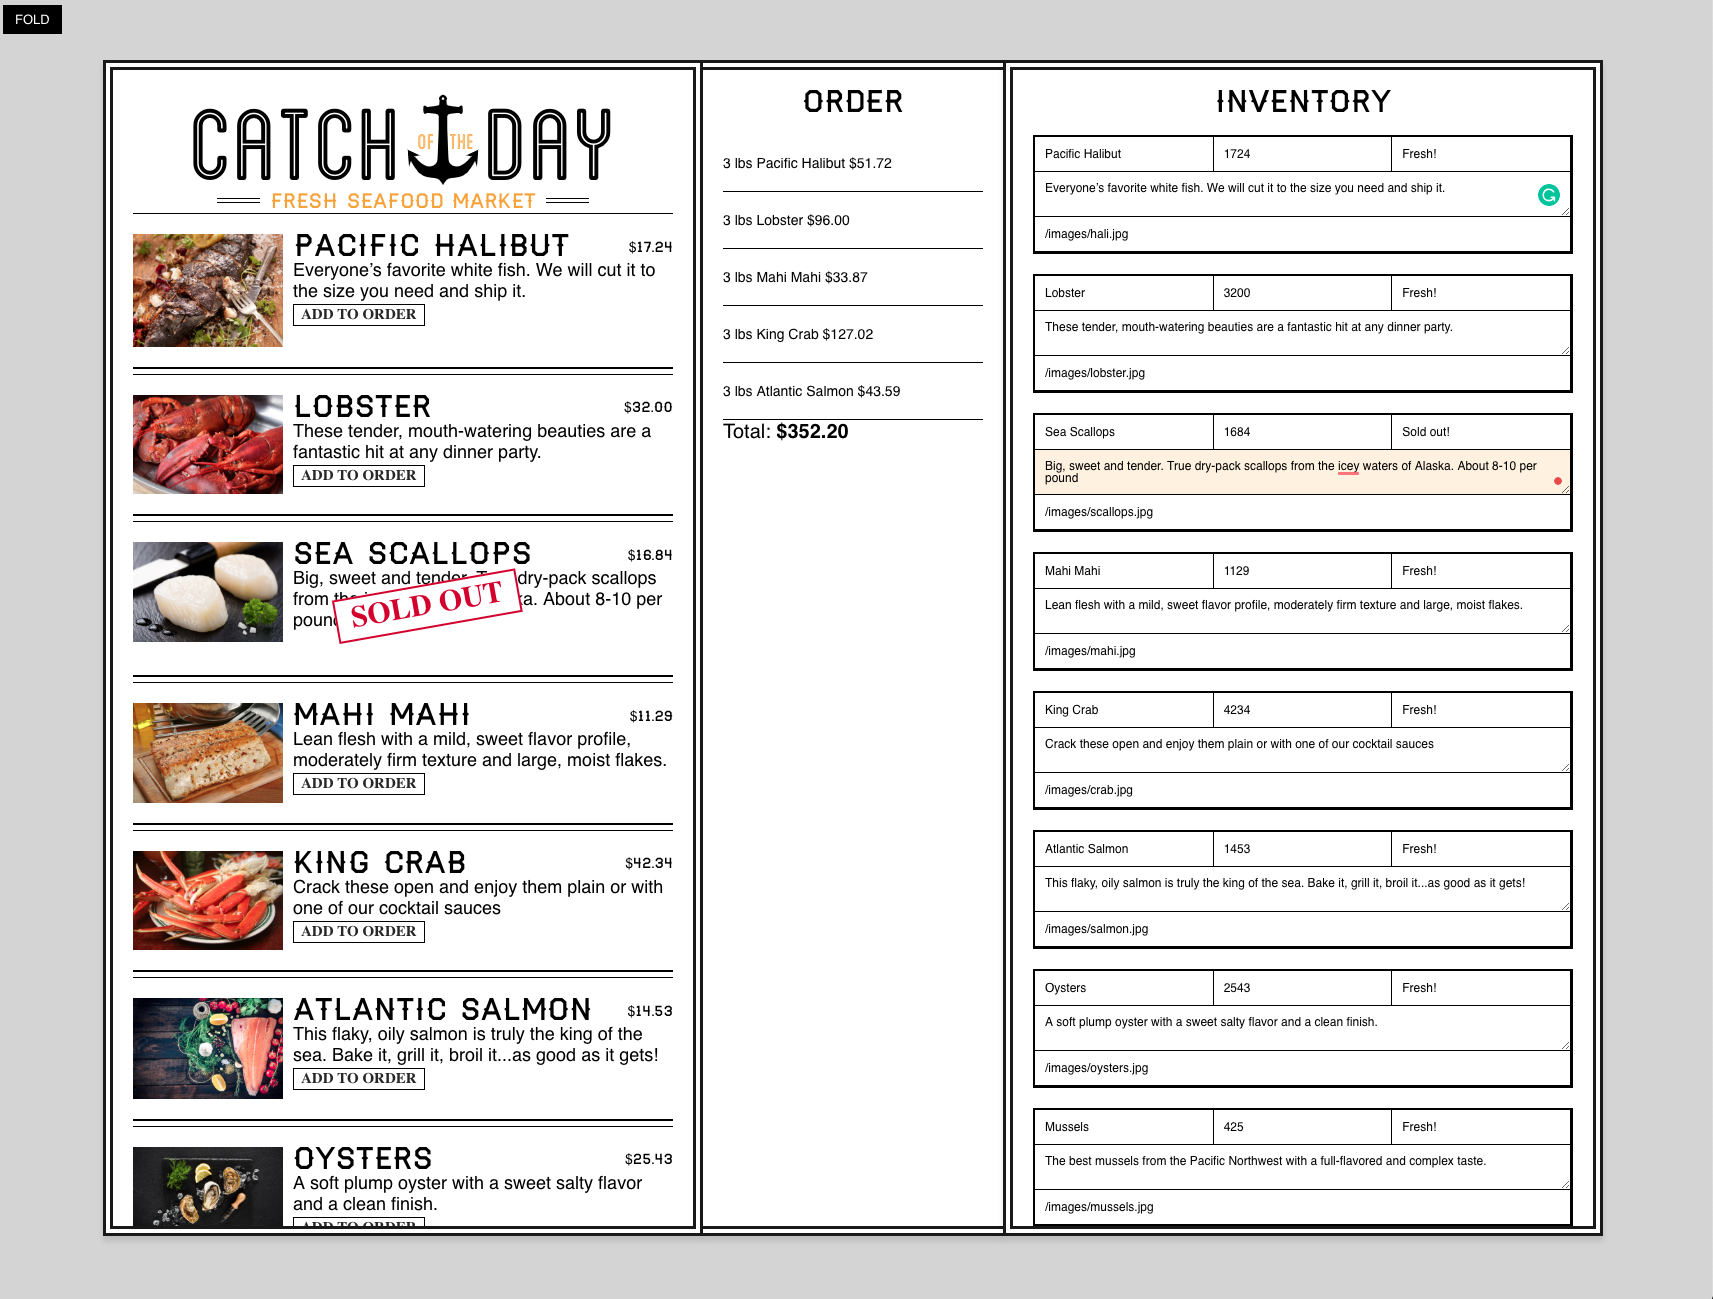 FOLD
CATCH OF THE DAY
FRESH SEAFOOD MARKET
PACIFIC HALIBUT $17.24
Everyone’s favorite white fish. We will cut it to
the size you need and ship it.
ADD TO ORDER
LOBSTER $32.00
These tender, mouth-watering beauties are a
fantastic hit at any dinner party.
ADD TO ORDER
SEA SCALLOPS $16.84
Big, sweet and tender. dry-pack scallops
from About 8-10 per
SOLD OUT
MAHI MAHI $11.29
Lean flesh with a mild, sweet flavor profile,
moderately firm texture and large, moist flakes.
ADD TO ORDER
KING CRAB $42.34
Crack these open and enjoy them plain or with
one of our cocktail sauces
ADD TO ORDER
ATLANTIC SALMON $14.53
This flaky, oily salmon is truly the king of the
sea. Bake it, grill it, broil it...as good as it gets!
ADD TO ORDER
OYSTERS $25.43
A soft plump oyster with a sweet salty flavor
and a clean finish.
ADD TO ORDER
ORDER
3 lbs Pacific Halibut $51.72
3 lbs Lobster $96.00
3 lbs Mahi Mahi $33.87
3 lbs King Crab $127.02
3 lbs Atlantic Salmon $43.59
Total: $352.20
INVENTORY
Pacific Halibut 1724 Fresh!
Everyone’s favorite white fish. We will cut it to the size you need and ship it.
/images/hali.jpg
Lobster 3200 Fresh!
These tender, mouth-watering beauties are a fantastic hit at any dinner party.
/images/lobster.jpg
Sea Scallops 1684 Sold out!
Big, sweet and tender. True dry-pack scallops from the icey waters of Alaska. About 8-10 per
pound
/images/scallops.jpg
Mahi Mahi 1129 Fresh!
Lean flesh with a mild, sweet flavor profile, moderately firm texture and large, moist flakes.
/images/mahi.jpg
King Crab 4234 Fresh!
Crack these open and enjoy them plain or with one of our cocktail sauces
/images/crab.jpg
Atlantic Salmon 1453 Fresh!
This flaky, oily salmon is truly the king of the sea. Bake it, grill it, broil it...as good as it gets!
/images/salmon.jpg
Oysters 2543 Fresh!
A soft plump oyster with a sweet salty flavor and a clean finish.
/images/oysters.jpg
Mussels 425 Fresh!
The best mussels from the Pacific Northwest with a full-flavored and complex taste.
/images/mussels.jpg